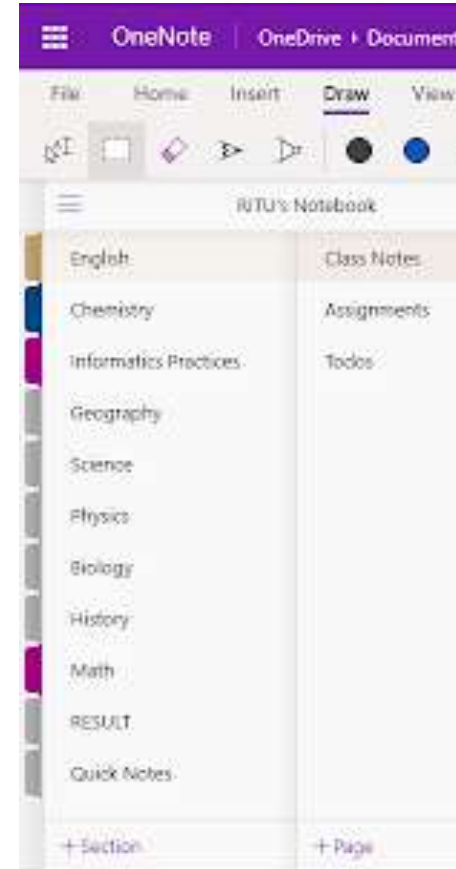 OneNote OneDrive › Document
File Home Insert Draw View
RITU's Notebook
English
Chemistry
Informatics Practices
Geography
Science
Physics
Biology
History
Math
RESULT
Quick Notes
+ Section
Class Notes
Assignments
Todos
+ Page